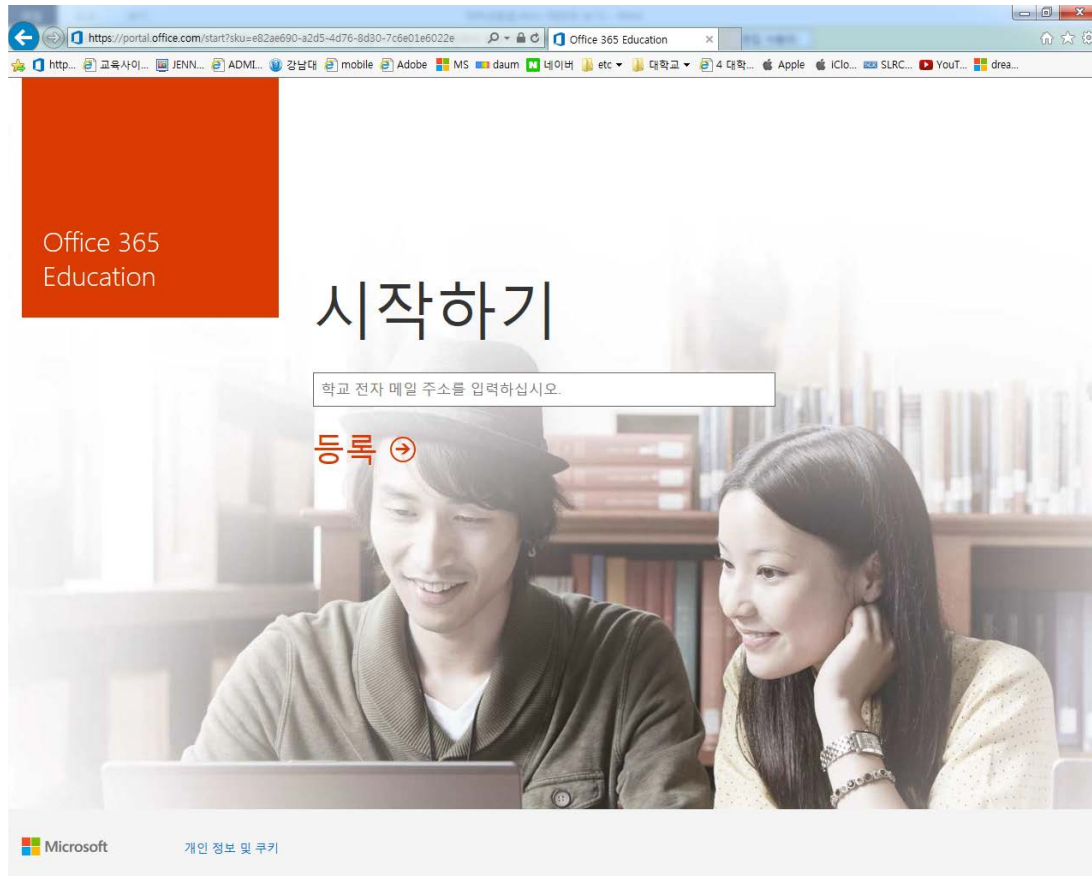 https://portal.office.com/start?sku=e82ae690-a2d5-4d76-8d30-7c6e01e6022e
Office 365 Education
http... 교육사이... JENN... ADMI... 강남대 mobile Adobe MS daum 네이버 etc 대학교 4 대학... Apple iClo... SLRC... YouT... drea...
Office 365
Education
시작하기
학교 전자 메일 주소를 입력하십시오.
등록
Microsoft
개인 정보 및 쿠키